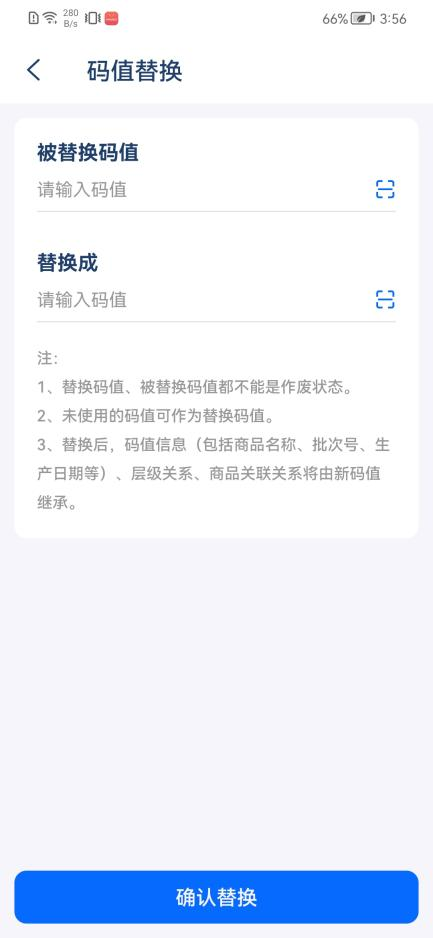 280
B/s
66%
3:56
码值替换
被替换码值
请输入码值
替换成
请输入码值
注：
1、替换码值、被替换码值都不能是作废状态。
2、未使用的码值可作为替换码值。
3、替换后，码值信息（包括商品名称、批次号、生
产日期等）、层级关系、商品关联关系将由新码值
继承。
确认替换